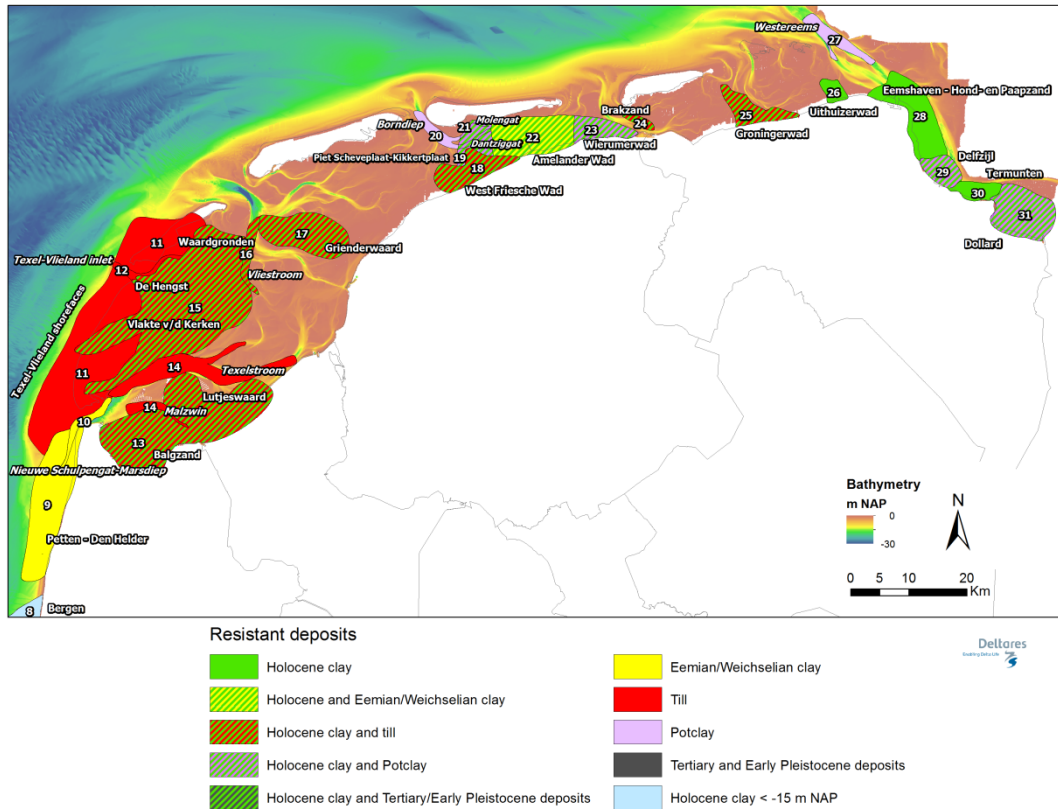 Westereems
27
Eemshaven - Hond- en Paapzand
26
Uithuizerwad
28
Brakzand
24
25
Groningerwad
Molengat
21
Borndiep
20
22
23
Wierumerwad
Dantziggat
Piet Scheveplaat-Kikkertplaat
19
Amelander Wad
18
West Friesche Wad
Delfzijl
29
Termunten
30
31
Dollard
11
Waardgronden
17
16
Grienderwaard
Texel-Vlieland inlet
12
Vliestroom
De Hengst
15
Texel-Vlieland shorefaces
Vlakte v/d Kerken
11
14
Texelstroom
Lutjeswaard
14
Malzwin
10
13
Balgzand
Nieuwe Schulpengat-Marsdiep
9
Petten - Den Helder
8
Bergen
Bathymetry
m NAP
0
-30
N
0 5 10 20
Km
Resistant deposits
Holocene clay
Holocene and Eemian/Weichselian clay
Holocene clay and till
Holocene clay and Potclay
Holocene clay and Tertiary/Early Pleistocene deposits
Eemian/Weichselian clay
Till
Potclay
Tertiary and Early Pleistocene deposits
Holocene clay < -15 m NAP
Deltares
Enabling Delta Life